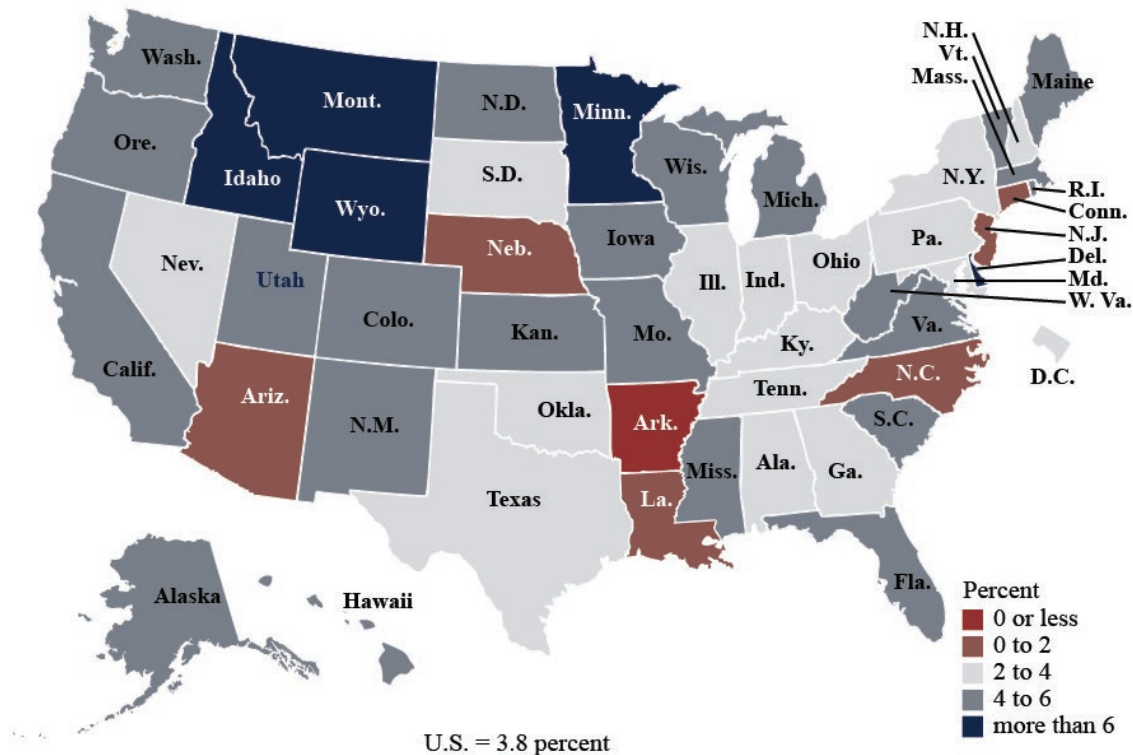 N.H.
Vt.
Mass.
Maine
Wash.
Mont.
N.D.
Minn.
Ore.
Idaho
S.D.
Wis.
Mich.
N.Y.
R.I.
Conn.
N.J.
Del.
Md.
W. Va.
Wyo.
Neb.
Iowa
Pa.
Nev.
Utah
Ill.
Ind.
Ohio
Colo.
Kan.
Mo.
Ky.
Va.
Calif.
Ariz.
N.M.
Okla.
Ark.
Tenn.
N.C.
D.C.
S.C.
Texas
La.
Miss.
Ala.
Ga.
Fla.
Alaska
Hawaii
Percent
0 or less
0 to 2
2 to 4
4 to 6
more than 6
U.S. = 3.8 percent